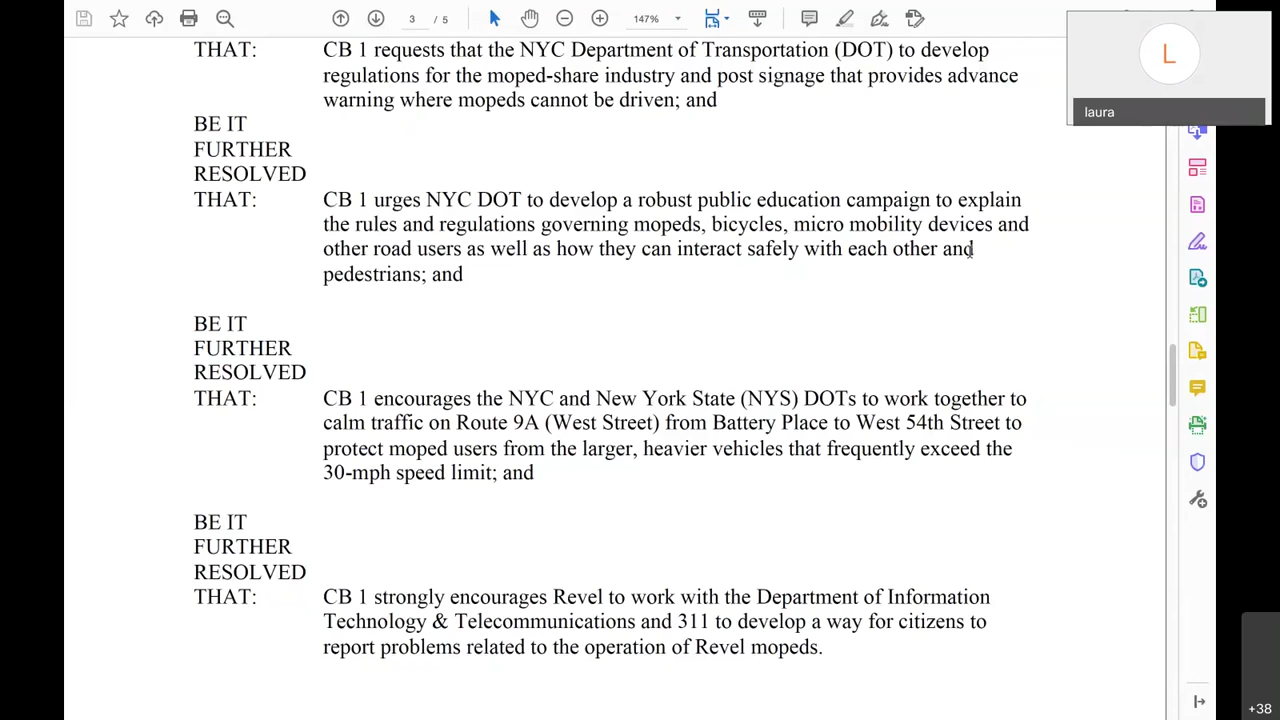 3 / 5
147%
THAT: CB 1 requests that the NYC Department of Transportation (DOT) to develop
regulations for the moped-share industry and post signage that provides advance
warning where mopeds cannot be driven; and
BE IT
FURTHER
RESOLVED
THAT: CB 1 urges NYC DOT to develop a robust public education campaign to explain
the rules and regulations governing mopeds, bicycles, micro mobility devices and
other road users as well as how they can interact safely with each other and
pedestrians; and
BE IT
FURTHER
RESOLVED
THAT: CB 1 encourages the NYC and New York State (NYS) DOTs to work together to
calm traffic on Route 9A (West Street) from Battery Place to West 54th Street to
protect moped users from the larger, heavier vehicles that frequently exceed the
30-mph speed limit; and
BE IT
FURTHER
RESOLVED
THAT: CB 1 strongly encourages Revel to work with the Department of Information
Technology & Telecommunications and 311 to develop a way for citizens to
report problems related to the operation of Revel mopeds.
L
laura
+38